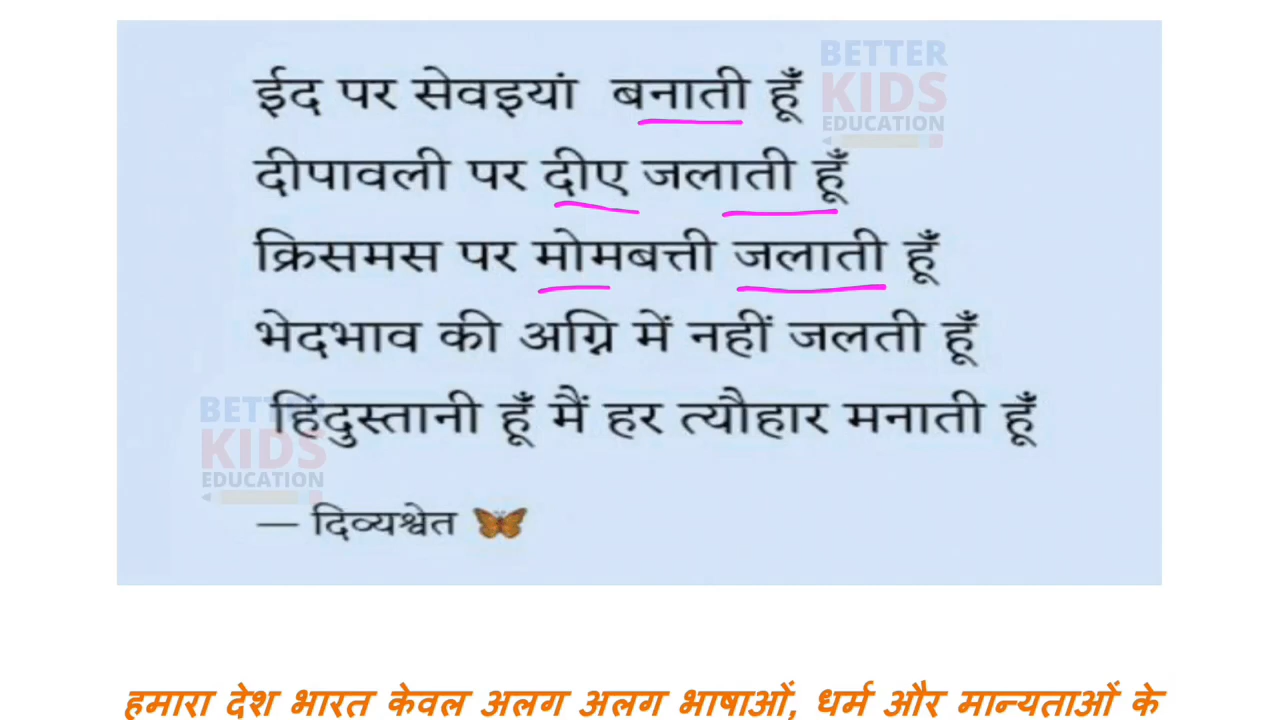 BETTER
KIDS
EDUCATION
ईद पर सेवइयां बनाती हूँ
दीपावली पर दीए जलाती हूँ
क्रिसमस पर मोमबत्ती जलाती हूँ
भेदभाव की अग्नि में नहीं जलती हूँ
हिंदुस्तानी हूँ मैं हर त्यौहार मनाती हूँ
BETTER
KIDS
EDUCATION
— दिव्यश्वेत 🦋
हमारा देश भारत केवल अलग अलग भाषाओं, धर्म और मान्यताओं के